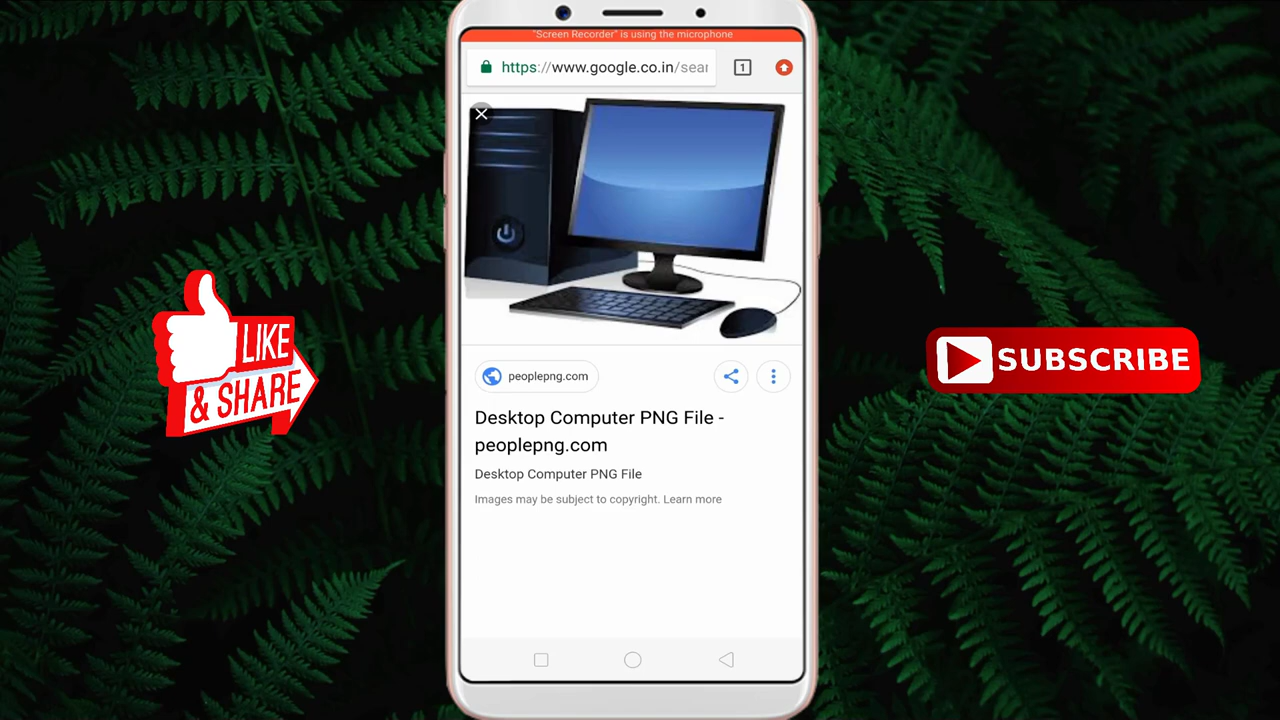 "Screen Recorder" is using the microphone
https://www.google.co.in/sear
1
peoplepng.com
Desktop Computer PNG File -
peoplepng.com
Desktop Computer PNG File
Images may be subject to copyright. Learn more
LIKE
& SHARE
SUBSCRIBE